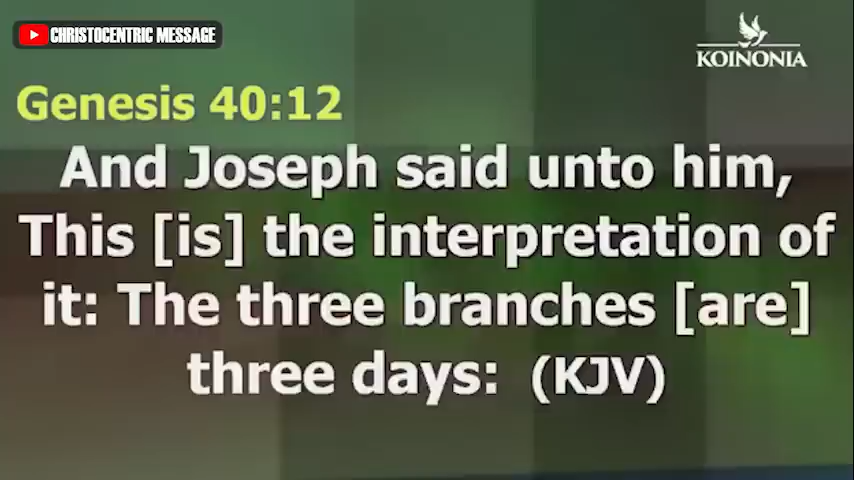 CHRISTOCENTRIC MESSAGE
KOINONIA
Genesis 40:12
And Joseph said unto him,
This [is] the interpretation of
it: The three branches [are]
three days: (KJV)